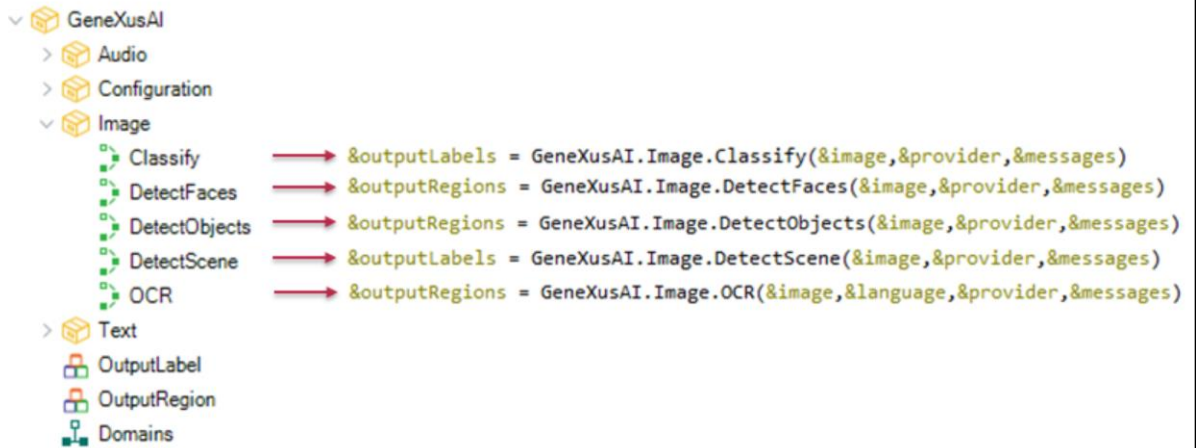 GeneXusAI
Audio
Configuration
Image
Classify &outputLabels = GeneXusAI.Image.Classify(&image,&provider,&messages)
DetectFaces &outputRegions = GeneXusAI.Image.DetectFaces(&image,&provider,&messages)
DetectObjects &outputRegions = GeneXusAI.Image.DetectObjects(&image,&provider,&messages)
DetectScene &outputLabels = GeneXusAI.Image.DetectScene(&image,&provider,&messages)
OCR &outputRegions = GeneXusAI.Image.OCR(&image,&language,&provider,&messages)
Text
OutputLabel
OutputRegion
Domains